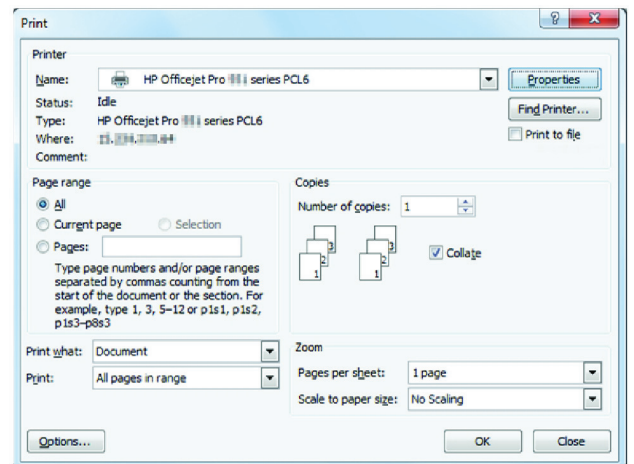 Print
Printer
Name: HP Officejet Pro series PCL6
Properties
Status: Idle
Find Printer...
Type: HP Officejet Pro series PCL6
Print to file
Where:
Comment:
Page range
All
Current page Selection
Pages:
Type page numbers and/or page ranges
separated by commas counting from the
start of the document or the section. For
example, type 1, 3, 5–12 or p1s1, p1s2,
p1s3–p8s3
Copies
Number of copies: 1
1 2 3 1 2 3
Collate
Print what: Document
Print: All pages in range
Zoom
Pages per sheet: 1 page
Scale to paper size: No Scaling
Options...
OK Close